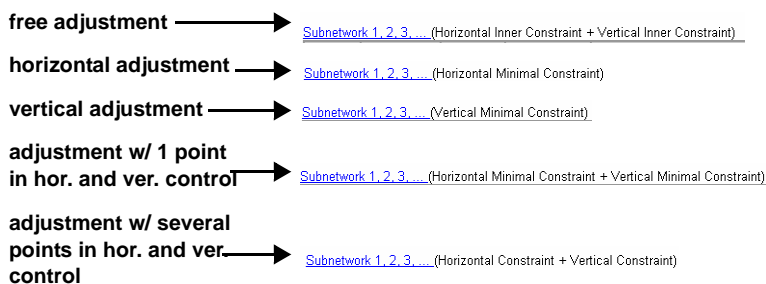 free adjustment
Subnetwork 1, 2, 3, ... (Horizontal Inner Constraint + Vertical Inner Constraint)
horizontal adjustment
Subnetwork 1, 2, 3, ... (Horizontal Minimal Constraint)
vertical adjustment
Subnetwork 1, 2, 3, ... (Vertical Minimal Constraint)
adjustment w/ 1 point
in hor. and ver. control
Subnetwork 1, 2, 3, ... (Horizontal Minimal Constraint + Vertical Minimal Constraint)
adjustment w/ several
points in hor. and ver.
control
Subnetwork 1, 2, 3, ... (Horizontal Constraint + Vertical Constraint)